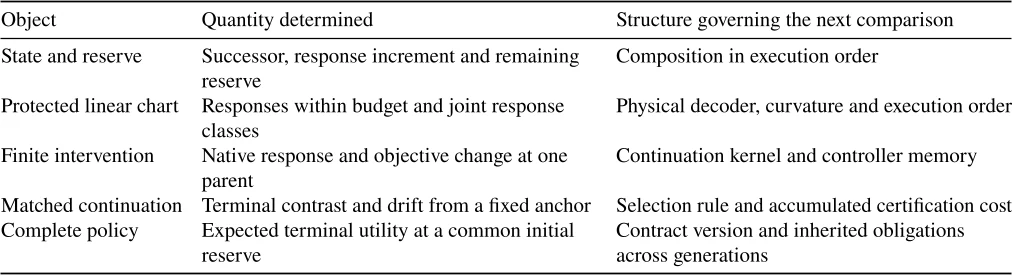 Object Quantity determined Structure governing the next comparison
State and reserve Successor, response increment and remaining Composition in execution order
reserve
Protected linear chart Responses within budget and joint response Physical decoder, curvature and execution order
classes
Finite intervention Native response and objective change at one Continuation kernel and controller memory
parent
Matched continuation Terminal contrast and drift from a fixed anchor Selection rule and accumulated certification cost
Complete policy Expected terminal utility at a common initial Contract version and inherited obligations
reserve across generations